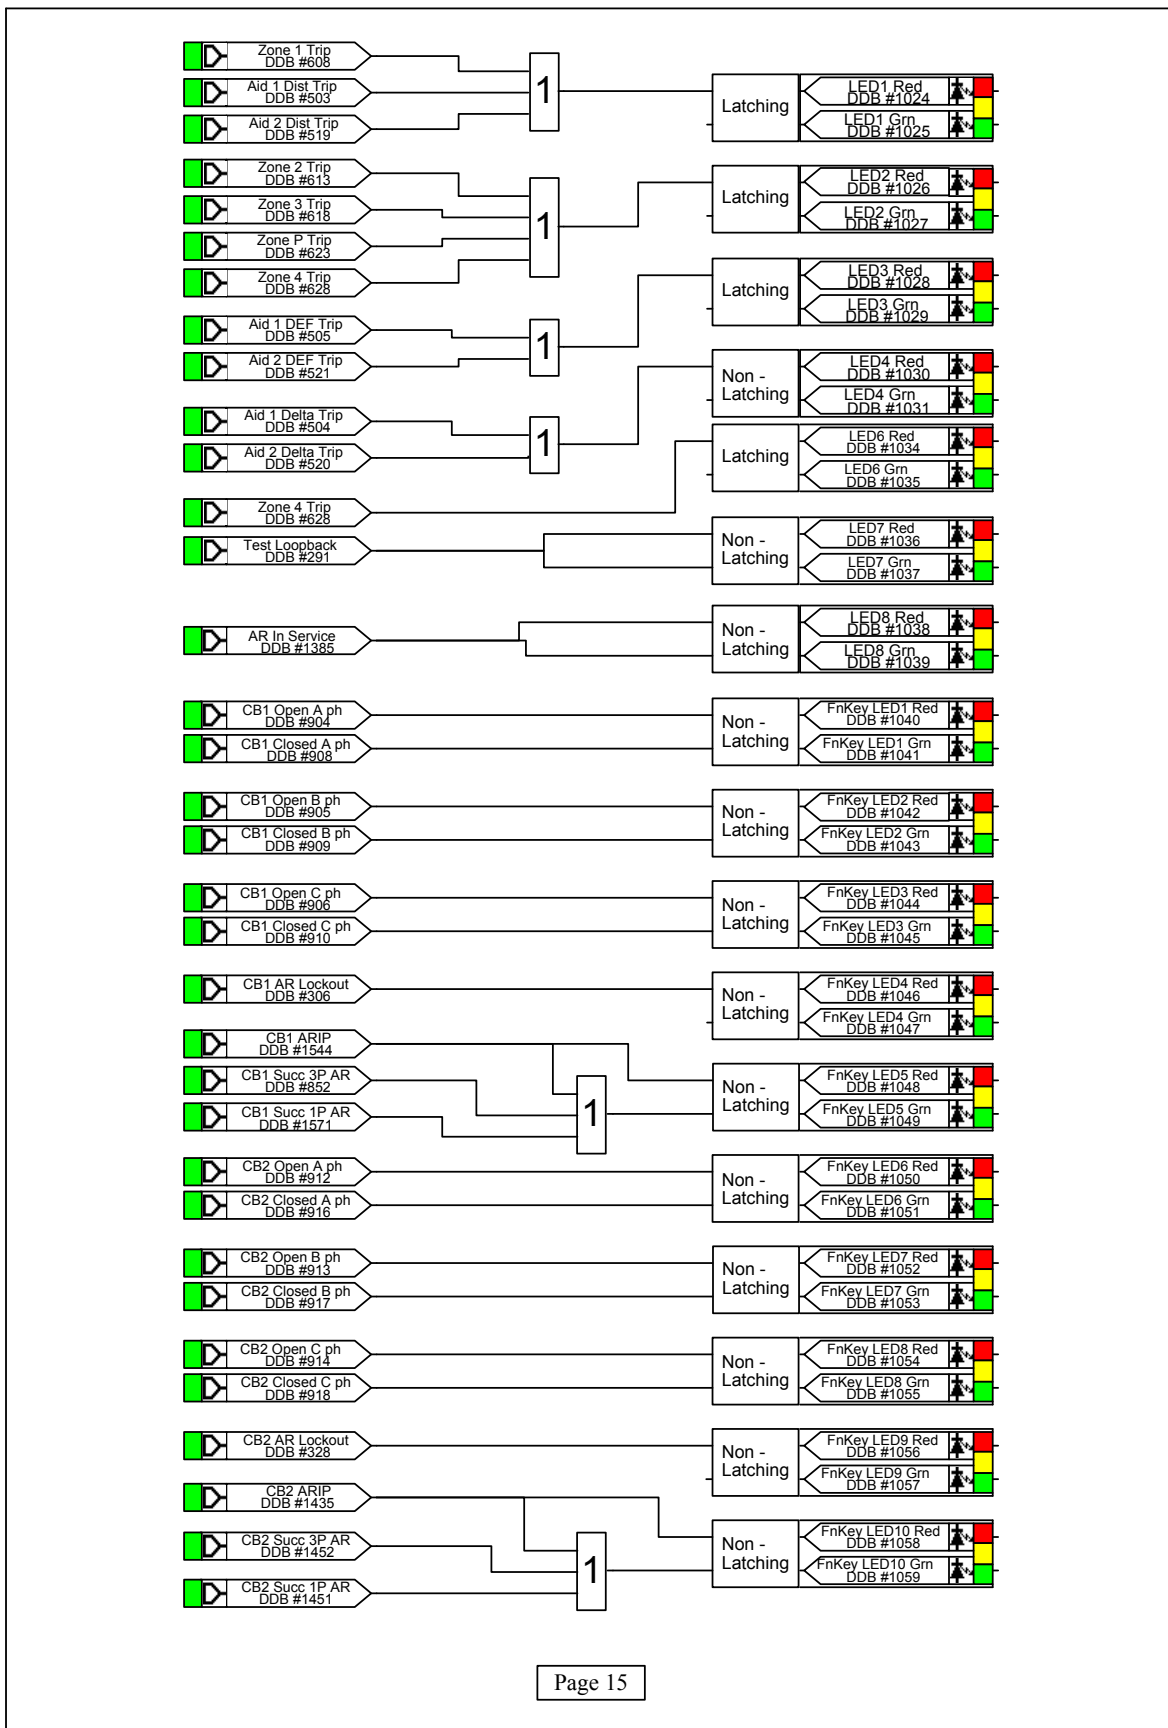 Zone 1 Trip
DDB #608
Aid 1 Dist Trip
DDB #503
Aid 2 Dist Trip
DDB #519
1
Latching
LED1 Red
DDB #1024
LED1 Grn
DDB #1025
Zone 2 Trip
DDB #613
Zone 3 Trip
DDB #618
Zone P Trip
DDB #623
Zone 4 Trip
DDB #628
1
Latching
LED2 Red
DDB #1026
LED2 Grn
DDB #1027
Aid 1 DEF Trip
DDB #505
Aid 2 DEF Trip
DDB #521
1
Latching
LED3 Red
DDB #1028
LED3 Grn
DDB #1029
Aid 1 Delta Trip
DDB #504
Aid 2 Delta Trip
DDB #520
1
Non -
Latching
LED4 Red
DDB #1030
LED4 Grn
DDB #1031
Zone 4 Trip
DDB #628
Latching
LED6 Red
DDB #1034
LED6 Grn
DDB #1035
Test Loopback
DDB #291
Non -
Latching
LED7 Red
DDB #1036
LED7 Grn
DDB #1037
AR In Service
DDB #1385
Non -
Latching
LED8 Red
DDB #1038
LED8 Grn
DDB #1039
CB1 Open A ph
DDB #904
CB1 Closed A ph
DDB #908
Non -
Latching
FnKey LED1 Red
DDB #1040
FnKey LED1 Grn
DDB #1041
CB1 Open B ph
DDB #905
CB1 Closed B ph
DDB #909
Non -
Latching
FnKey LED2 Red
DDB #1042
FnKey LED2 Grn
DDB #1043
CB1 Open C ph
DDB #906
CB1 Closed C ph
DDB #910
Non -
Latching
FnKey LED3 Red
DDB #1044
FnKey LED3 Grn
DDB #1045
CB1 AR Lockout
DDB #306
Non -
Latching
FnKey LED4 Red
DDB #1046
FnKey LED4 Grn
DDB #1047
CB1 ARIP
DDB #1544
CB1 Succ 3P AR
DDB #852
CB1 Succ 1P AR
DDB #1571
1
Non -
Latching
FnKey LED5 Red
DDB #1048
FnKey LED5 Grn
DDB #1049
CB2 Open A ph
DDB #912
CB2 Closed A ph
DDB #916
Non -
Latching
FnKey LED6 Red
DDB #1050
FnKey LED6 Grn
DDB #1051
CB2 Open B ph
DDB #913
CB2 Closed B ph
DDB #917
Non -
Latching
FnKey LED7 Red
DDB #1052
FnKey LED7 Grn
DDB #1053
CB2 Open C ph
DDB #914
CB2 Closed C ph
DDB #918
Non -
Latching
FnKey LED8 Red
DDB #1054
FnKey LED8 Grn
DDB #1055
CB2 AR Lockout
DDB #328
Non -
Latching
FnKey LED9 Red
DDB #1056
FnKey LED9 Grn
DDB #1057
CB2 ARIP
DDB #1435
CB2 Succ 3P AR
DDB #1452
CB2 Succ 1P AR
DDB #1451
1
Non -
Latching
FnKey LED10 Red
DDB #1058
FnKey LED10 Grn
DDB #1059
Page 15